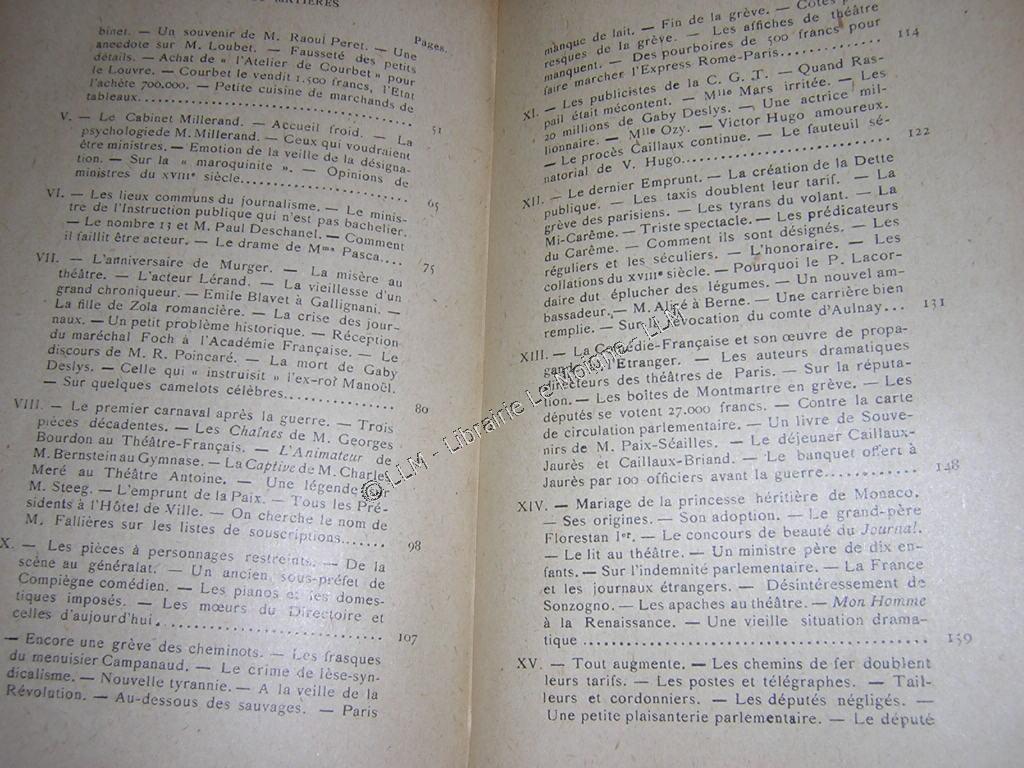 MATIÈRES
Pages.
binet. — Un souvenir de M. Raoul Peret. — Une
anecdote sur M. Loubet. — Fausseté des petits
détails. — Achat de « l'Atelier de Courbet » pour
le Louvre. — Courbet le vendit 1.500 francs, l'Etat
l'achète 700.000. — Petite cuisine de marchands de
tableaux........ 51
V. — Le Cabinet Millerand. — Accueil froid. — La
psychologiede M. Millerand. — Ceux qui voudraient
être ministres. — Emotion de la veille de la désigna-
tion. — Sur la « maroquinite ». — Opinions de
ministres du XVIIIe siècle........ 65
VI. — Les lieux communs du journalisme. — Le minis-
tre de l'Instruction publique qui n'est pas bachelier.
— Le nombre 13 et M. Paul Deschanel. — Comment
il faillit être acteur. — Le drame de Mme Pasca.... 75
VII. — L'anniversaire de Murger. — La misère au
théâtre. — L'acteur Lérand. — La vieillesse d'un
grand chroniqueur. — Emile Blavet à Gallignani. —
La fille de Zola romancière. — La crise des jour-
naux. — Un petit problème historique. — Réception
du maréchal Foch à l'Académie Française. — Le
discours de M. R. Poincaré. — La mort de Gaby
Deslys. — Celle qui « instruisit » l'ex-roi Manoël.
— Sur quelques camelots célèbres........ 80
VIII. — Le premier carnaval après la guerre. — Trois
pièces décadentes. — Les Chaînes de M. Georges
Bourdon au Théâtre-Français. — L'Animateur de
M. Bernstein au Gymnase. — La Captive de M. Charles
Meré au Théâtre Antoine. — Une légende
M. Steeg. — L'emprunt de la Paix. — Tous les Pré-
sidents à l'Hôtel de Ville. — On cherche le nom de
M. Fallières sur les listes de souscriptions...... 98
X. — Les pièces à personnages restreints. — De la
scène au généralat. — Un ancien sous-préfet de
Compiègne comédien. — Les pianos et les domes-
tiques imposés. — Les mœurs du Directoire et
celles d'aujourd'hui........ 107
— Encore une grève des cheminots. — Les frasques
du menuisier Campanaud. — Le crime de lèse-syn-
dicalisme. — Nouvelle tyrannie. — A la veille de la
Révolution. — Au-dessous des sauvages. — Paris
manque de lait. — Fin de la grève. — Côtés
resques de la grève. — Les affiches de théâtre
manquent. — Des pourboires de 500 francs pour
faire marcher l'Express Rome-Paris........ 114
XI. — Les publicistes de la C. G. T. — Quand Ras-
pail était mécontent. — Mlle Mars irritée. — Les
20 millions de Gaby Deslys. — Une actrice mil-
lionnaire. — Mlle Ozy. — Victor Hugo amoureux.
— Le procès Caillaux continue. — Le fauteuil sé-
natorial de V. Hugo........ 122
XII. — Le dernier Emprunt. — La création de la Dette
publique. — Les taxis doublent leur tarif. — La
grève des parisiens. — Les tyrans du volant. — La
Mi-Carême. — Triste spectacle. — Les prédicateurs
du Carême. — Comment ils sont désignés. — Les
réguliers et les séculiers. — L'honoraire. — Les
collations du XVIIIe siècle. — Pourquoi le P. Lacor-
daire dut éplucher des légumes. — Un nouvel am-
bassadeur. — M. Alizé à Berne. — Une carrière bien
remplie. — Sur la révocation du comte d'Aulnay... 131
XIII. — La Comédie-Française et son œuvre de propa-
gande à l'Etranger. — Les auteurs dramatiques
directeurs des théâtres de Paris. — Sur la réputa-
tion. — Les boîtes de Montmartre en grève. — Les
députés se votent 27.000 francs. — Contre la carte
de circulation parlementaire. — Un livre de Souve-
nirs de M. Paix-Séailles. — Le déjeuner Caillaux-
Jaurès et Caillaux-Briand. — Le banquet offert à
Jaurès par 100 officiers avant la guerre........ 148
XIV. — Mariage de la princesse héritière de Monaco.
— Ses origines. — Son adoption. — Le grand-père
Florestan Ier. — Le concours de beauté du Journal.
— Le lit au théâtre. — Un ministre père de dix en-
fants. — Sur l'indemnité parlementaire. — La France
et les journaux étrangers. — Désintéressement de
Sonzogno. — Les apaches au théâtre. — Mon Homme
à la Renaissance. — Une vieille situation drama-
tique........ 159
XV. — Tout augmente. — Les chemins de fer doublent
leurs tarifs. — Les postes et télégraphes. — Tail-
leurs et cordonniers. — Les députés négligés. —
Une petite plaisanterie parlementaire. — Le député
© LLM - Librairie Le Moigne - LLM